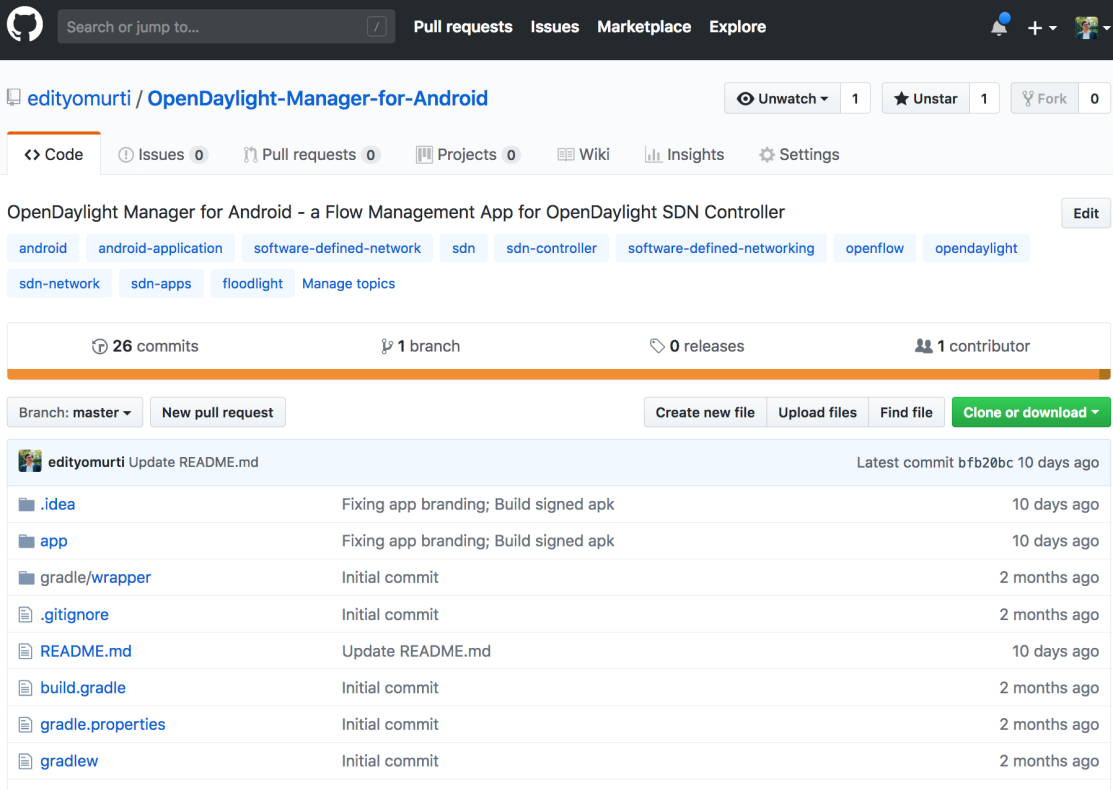 Search or jump to... / Pull requests Issues Marketplace Explore
edityomurti / OpenDaylight-Manager-for-Android Unwatch 1 Unstar 1 Fork 0
Code Issues 0 Pull requests 0 Projects 0 Wiki Insights Settings
OpenDaylight Manager for Android - a Flow Management App for OpenDaylight SDN Controller Edit
android android-application software-defined-network sdn sdn-controller software-defined-networking openflow opendaylight
sdn-network sdn-apps floodlight Manage topics
26 commits 1 branch 0 releases 1 contributor
Branch: master New pull request Create new file Upload files Find file Clone or download
edityomurti Update README.md Latest commit bfb20bc 10 days ago
.idea Fixing app branding; Build signed apk 10 days ago
app Fixing app branding; Build signed apk 10 days ago
gradle/wrapper Initial commit 2 months ago
.gitignore Initial commit 2 months ago
README.md Update README.md 10 days ago
build.gradle Initial commit 2 months ago
gradle.properties Initial commit 2 months ago
gradlew Initial commit 2 months ago